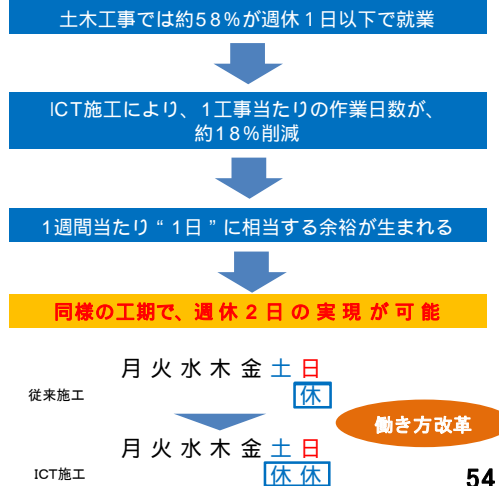 土木工事では約58%が週休１日以下で就業
ICT施工により、1工事当たりの作業日数が、
約18%削減
1週間当たり“１日”に相当する余裕が生まれる
同様の工期で、週休２日の実現が可能
月火水木金土日
従来施工
休
働き方改革
月火水木金土日
ICT施工
休休
54